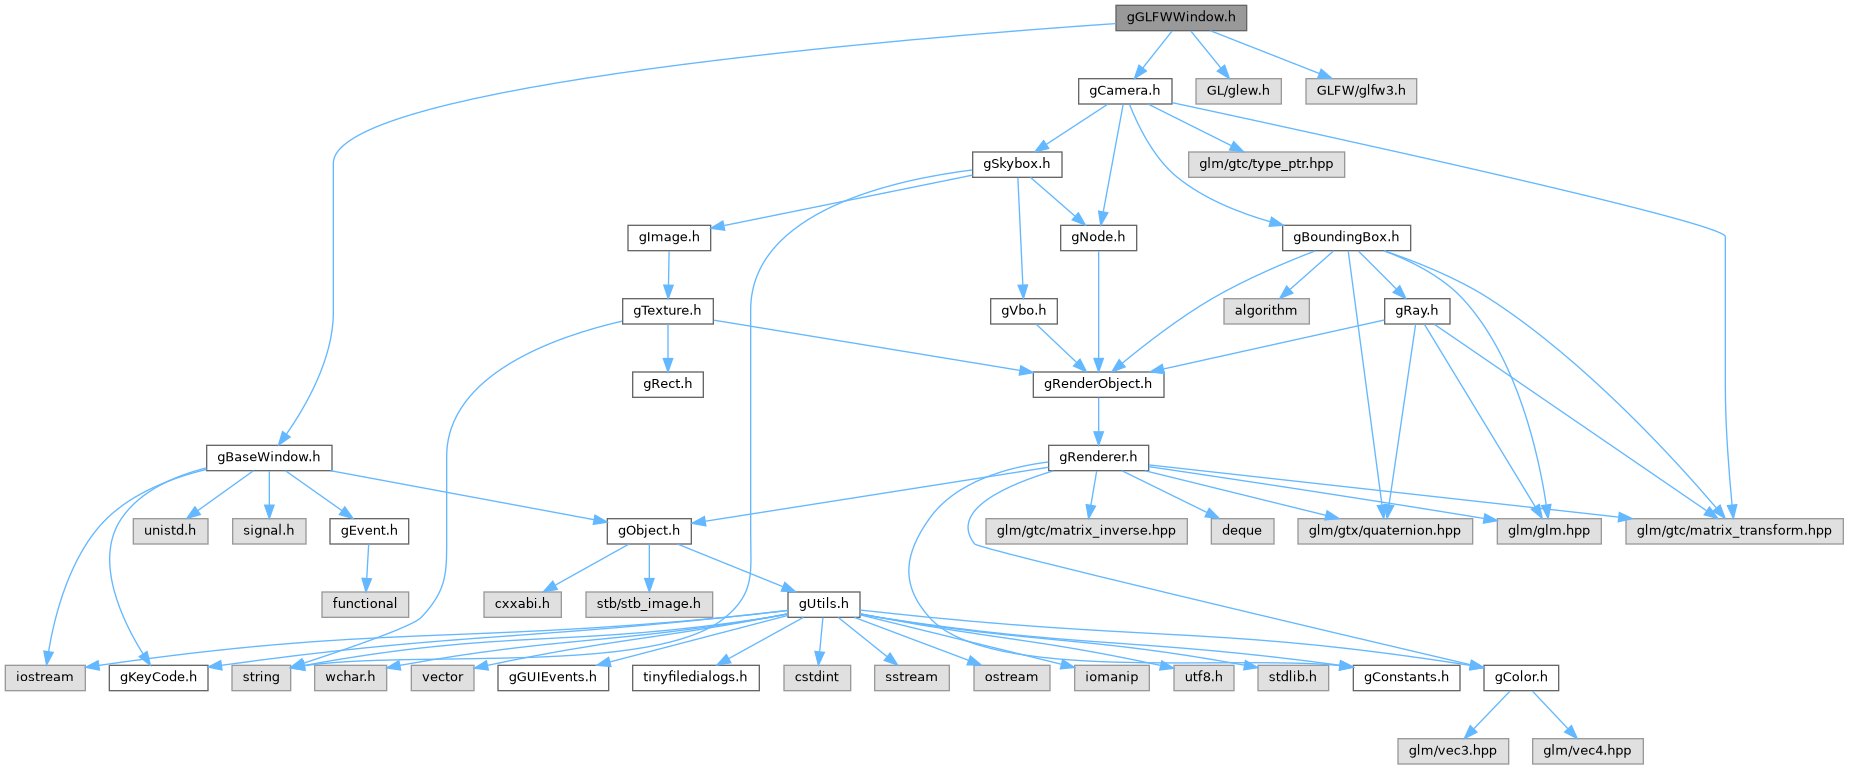 gGLFWWindow.h
gCamera.h
GL/glew.h
GLFW/glfw3.h
gSkybox.h
glm/gtc/type_ptr.hpp
gImage.h
gNode.h
gBoundingBox.h
gTexture.h
gVbo.h
algorithm
gRay.h
gRect.h
gRenderObject.h
gBaseWindow.h
gRenderer.h
unistd.h
signal.h
gEvent.h
gObject.h
glm/gtc/matrix_inverse.hpp
deque
glm/gtx/quaternion.hpp
glm/glm.hpp
glm/gtc/matrix_transform.hpp
functional
cxxabi.h
stb/stb_image.h
gUtils.h
iostream
gKeyCode.h
string
wchar.h
vector
gGUIEvents.h
tinyfiledialogs.h
cstdint
sstream
ostream
iomanip
utf8.h
stdlib.h
gConstants.h
gColor.h
glm/vec3.hpp
glm/vec4.hpp